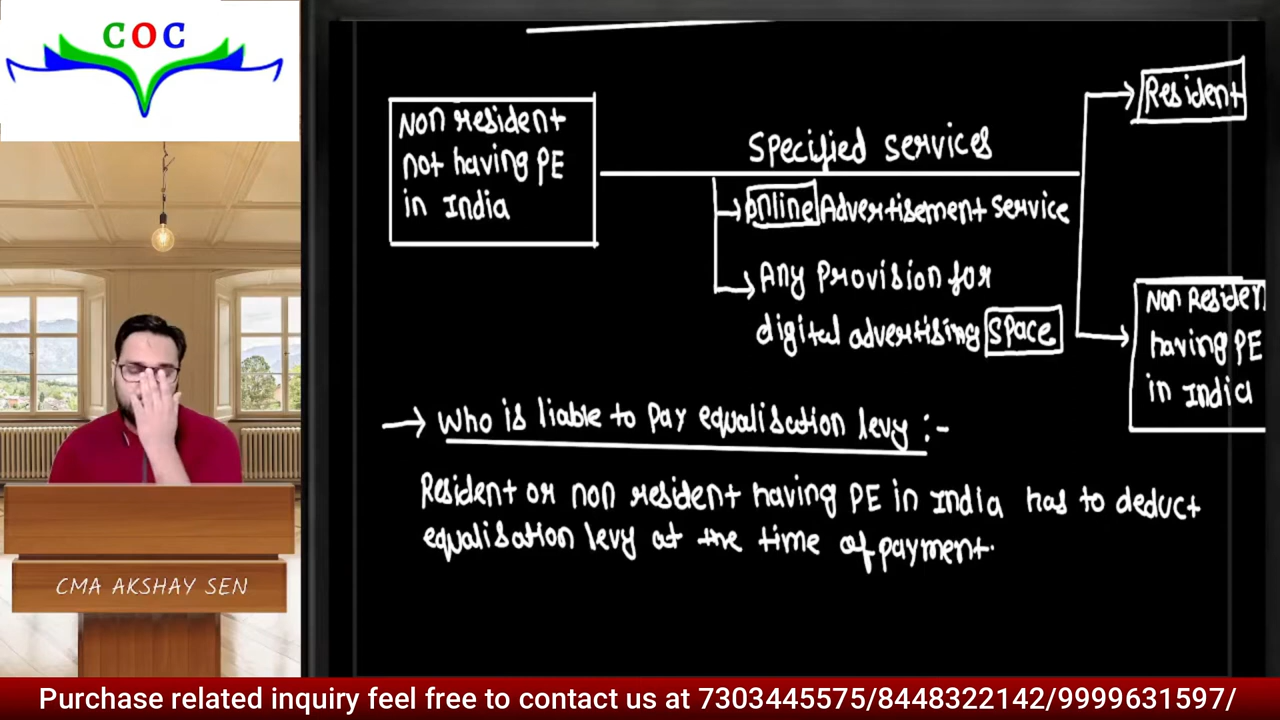 COC
Non resident
not having PE
in India
Specified services
online Advertisement service
Any Provision for
digital advertising space
Resident
Non Residen
having PE
in India
→ Who is liable to pay equalisation levy :-
Resident or non resident having PE in India has to deduct
equalisation levy at the time of payment.
CMA AKSHAY SEN
Purchase related inquiry feel free to contact us at 7303445575/8448322142/9999631597/